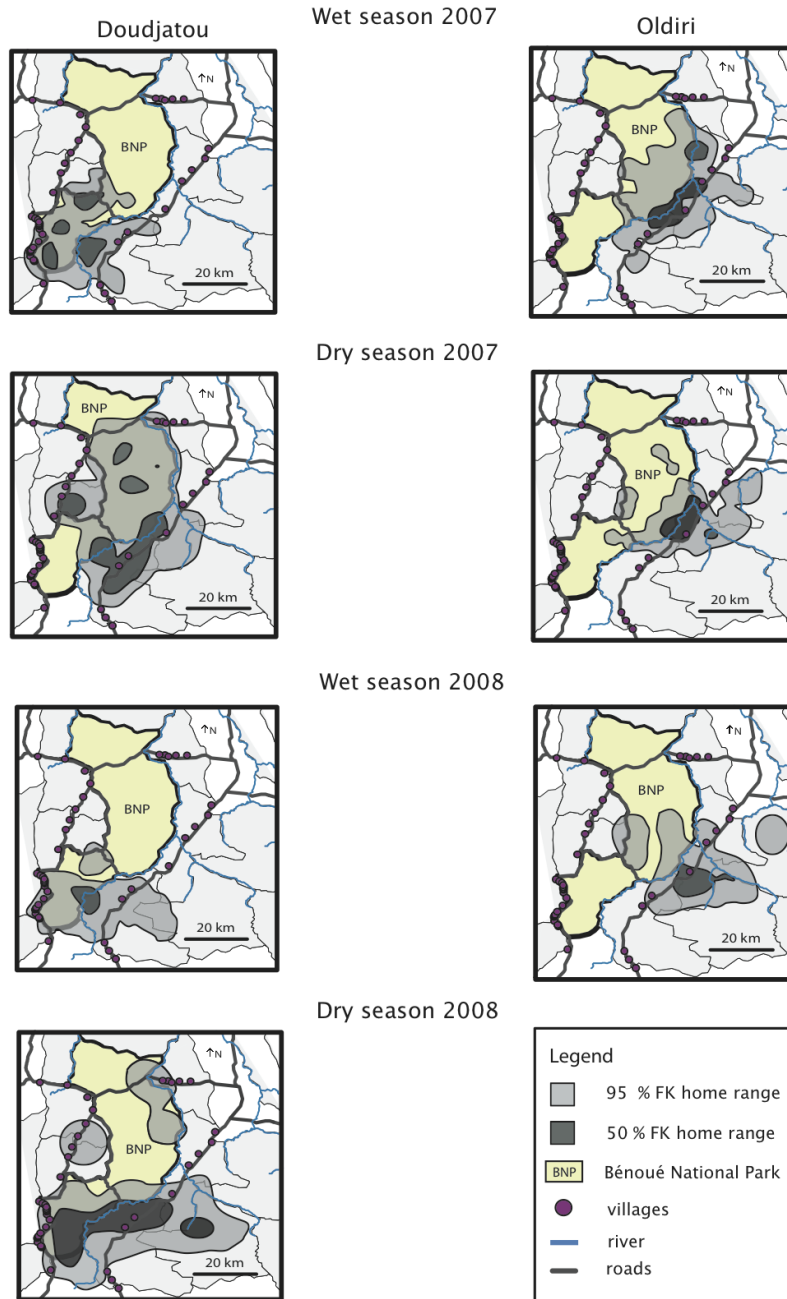 Wet season 2007
Doudjatou
Oldiri
↑N
BNP
20 km
↑N
BNP
20 km
Dry season 2007
BNP
↑N
20 km
↑N
BNP
20 km
Wet season 2008
↑N
BNP
20 km
↑N
BNP
20 km
Dry season 2008
↑N
BNP
20 km
Legend
95 % FK home range
50 % FK home range
BNP Bénoué National Park
villages
river
roads